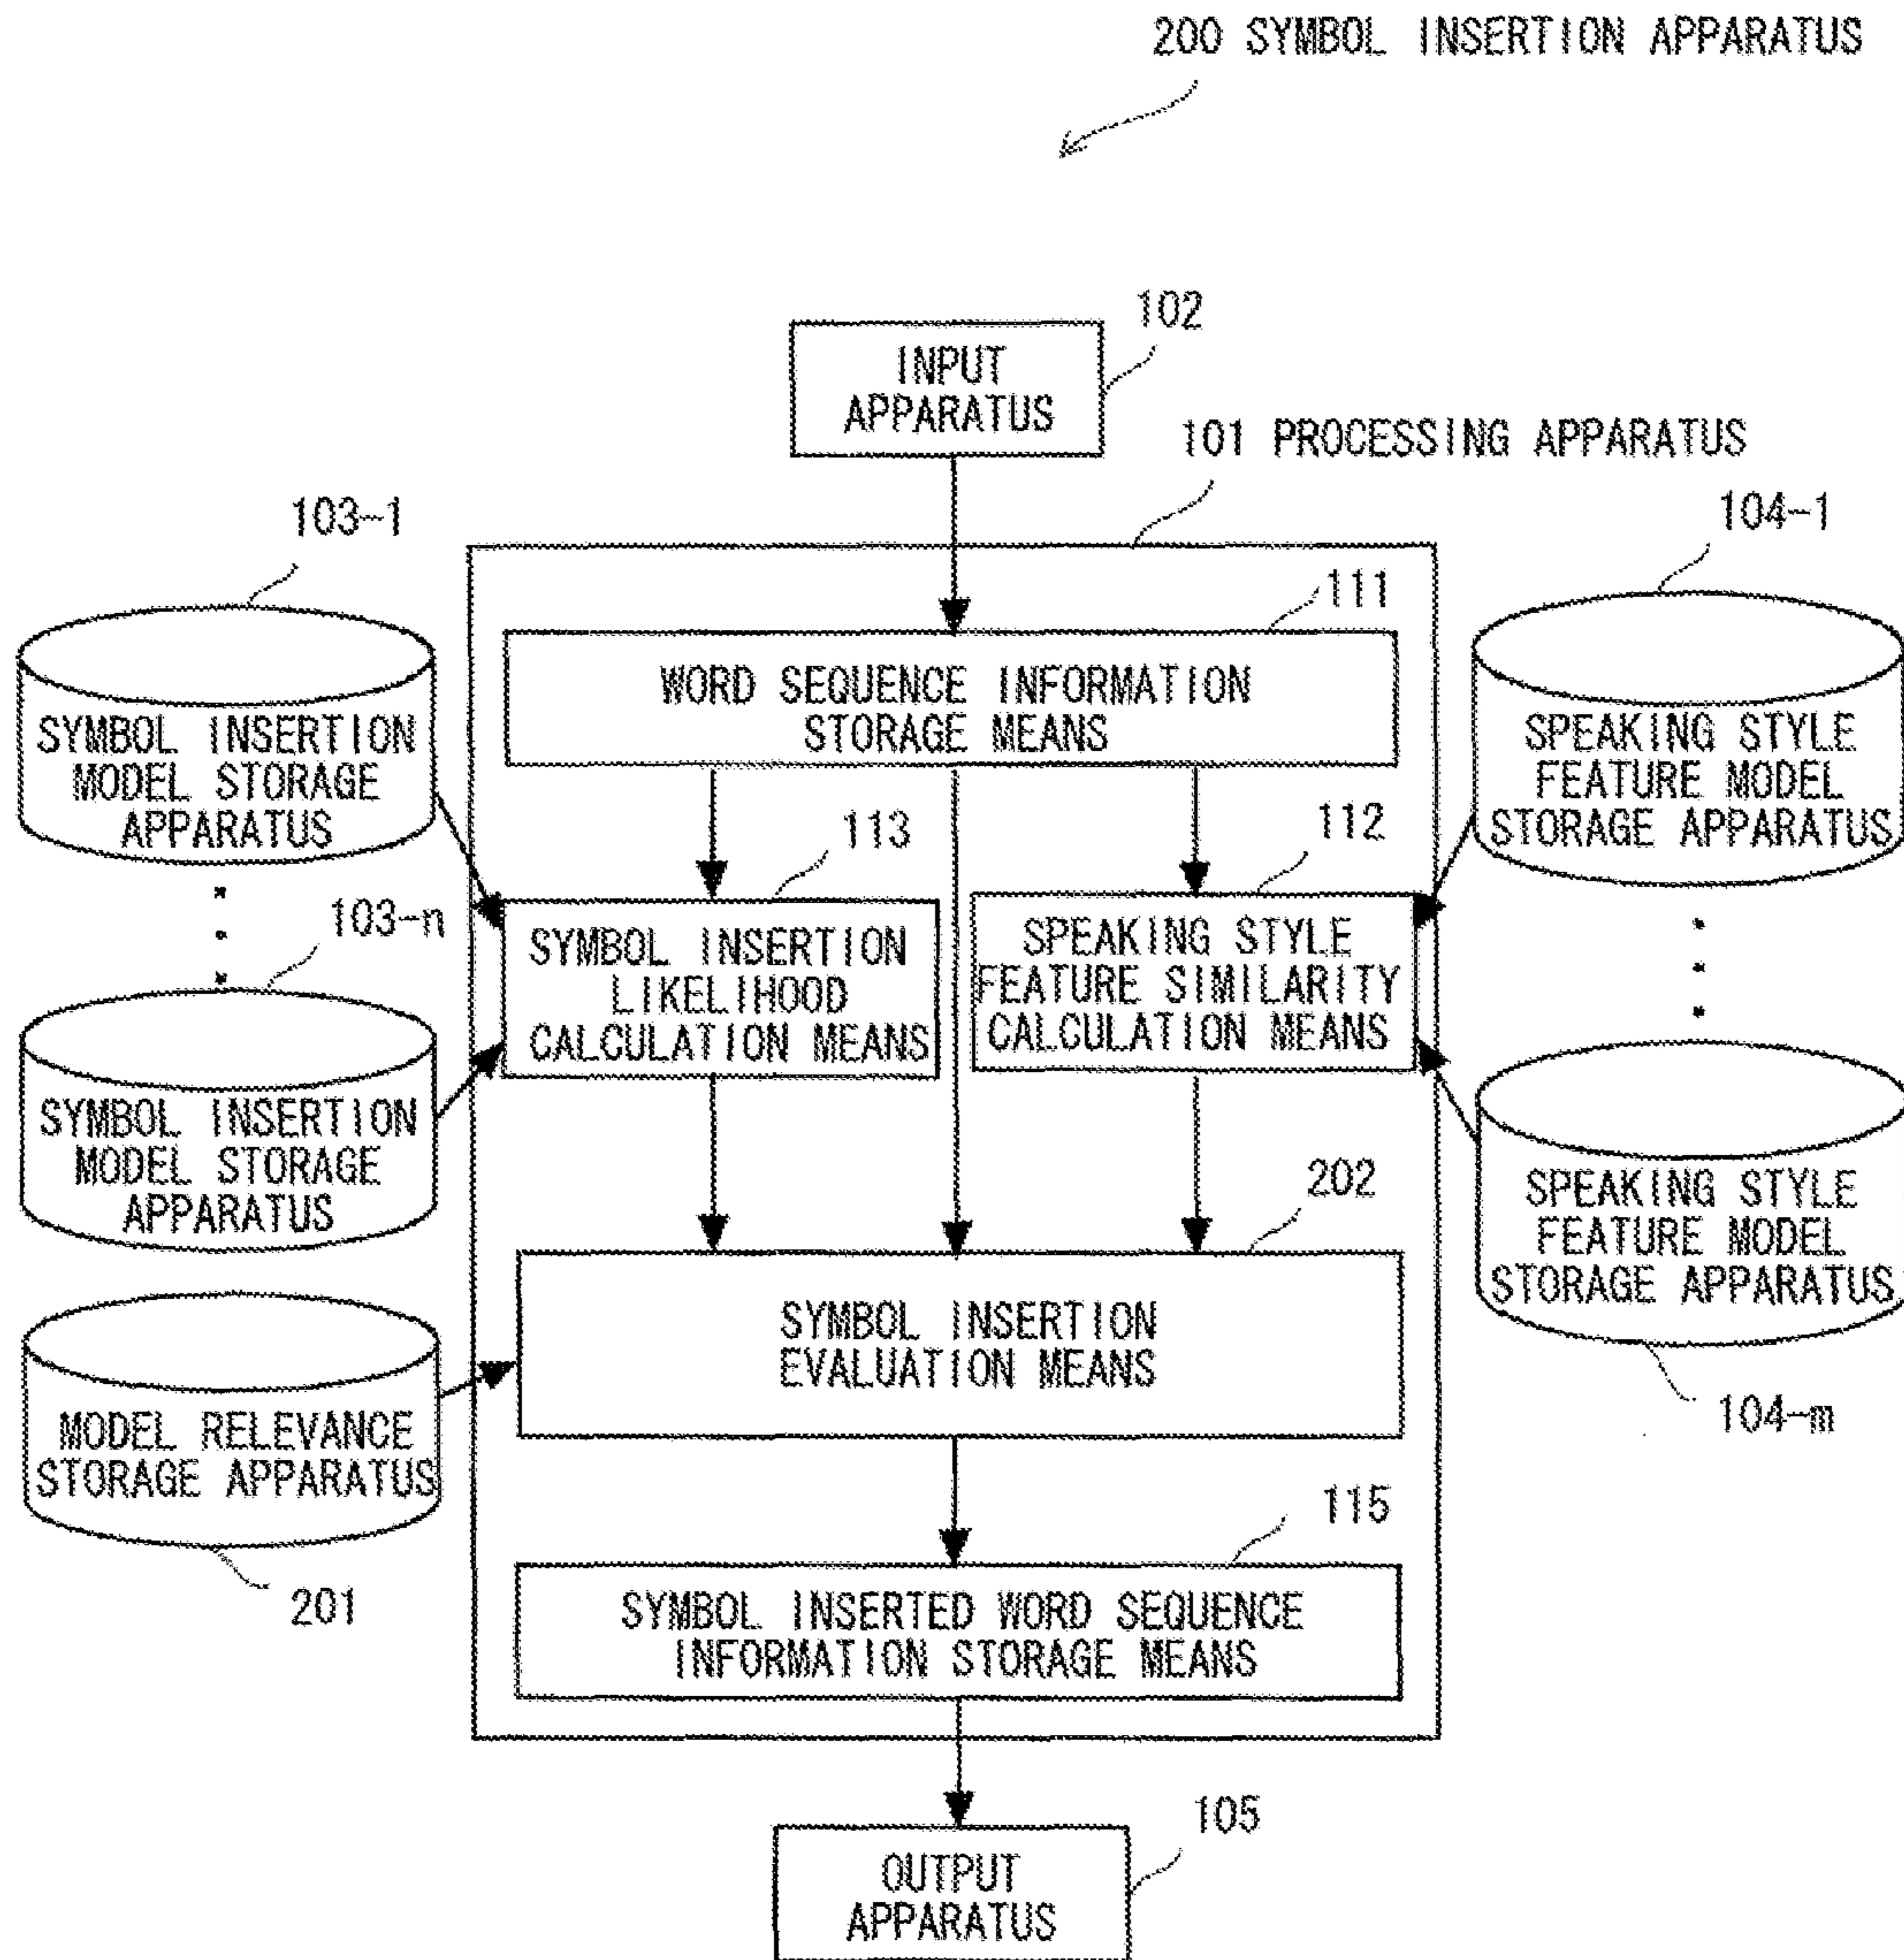 200 SYMBOL INSERTION APPARATUS
102
INPUT
APPARATUS
101 PROCESSING APPARATUS
103-1
104-1
111
WORD SEQUENCE INFORMATION
STORAGE MEANS
SYMBOL INSERTION
MODEL STORAGE
APPARATUS
SPEAKING STYLE
FEATURE MODEL
STORAGE APPARATUS
113
112
103-n
SYMBOL INSERTION
LIKELIHOOD
CALCULATION MEANS
SPEAKING STYLE
FEATURE SIMILARITY
CALCULATION MEANS
SYMBOL INSERTION
MODEL STORAGE
APPARATUS
202
SPEAKING STYLE
FEATURE MODEL
STORAGE APPARATUS
SYMBOL INSERTION
EVALUATION MEANS
104-m
MODEL RELEVANCE
STORAGE APPARATUS
201
115
SYMBOL INSERTED WORD SEQUENCE
INFORMATION STORAGE MEANS
105
OUTPUT
APPARATUS